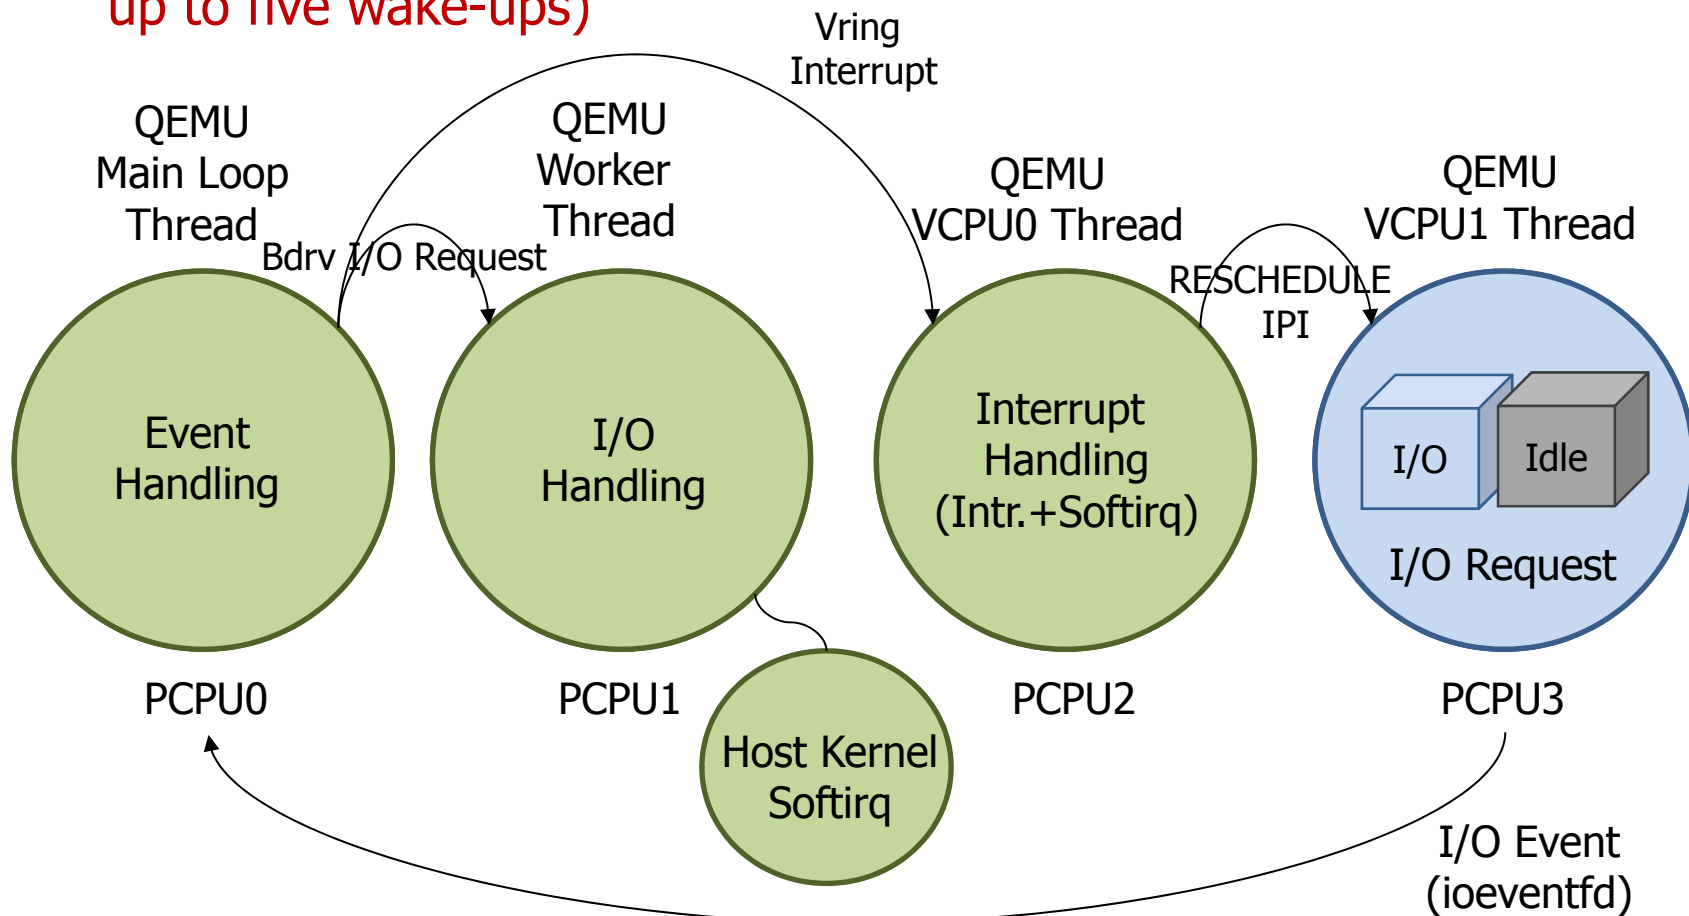 up to five wake-ups)
Vring
Interrupt
QEMU
Main Loop
Thread
QEMU
Worker
Thread
QEMU
VCPU0 Thread
QEMU
VCPU1 Thread
Bdrv I/O Request
RESCHEDULE
IPI
Event
Handling
I/O
Handling
Interrupt
Handling
(Intr.+Softirq)
I/O
Idle
I/O Request
PCPU0
PCPU1
PCPU2
PCPU3
Host Kernel
Softirq
I/O Event
(ioeventfd)